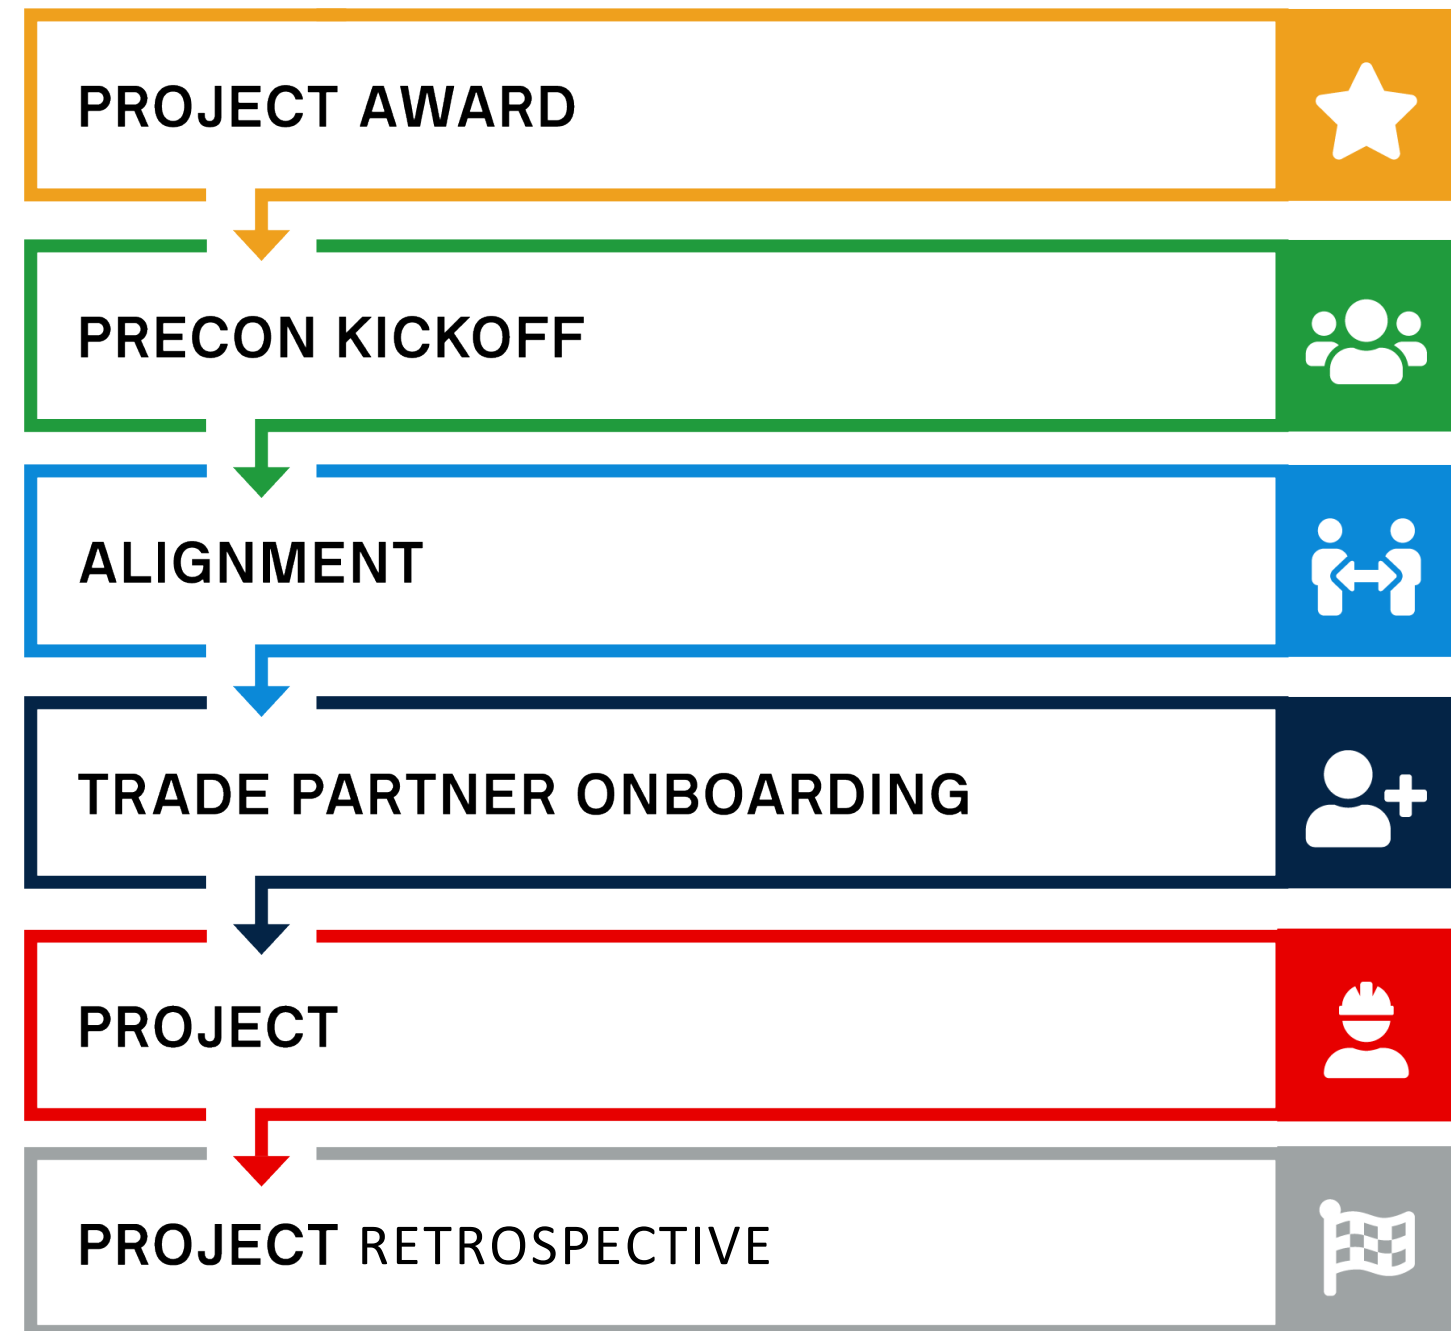 PROJECT AWARD
PRECON KICKOFF
ALIGNMENT
TRADE PARTNER ONBOARDING
PROJECT
PROJECT RETROSPECTIVE